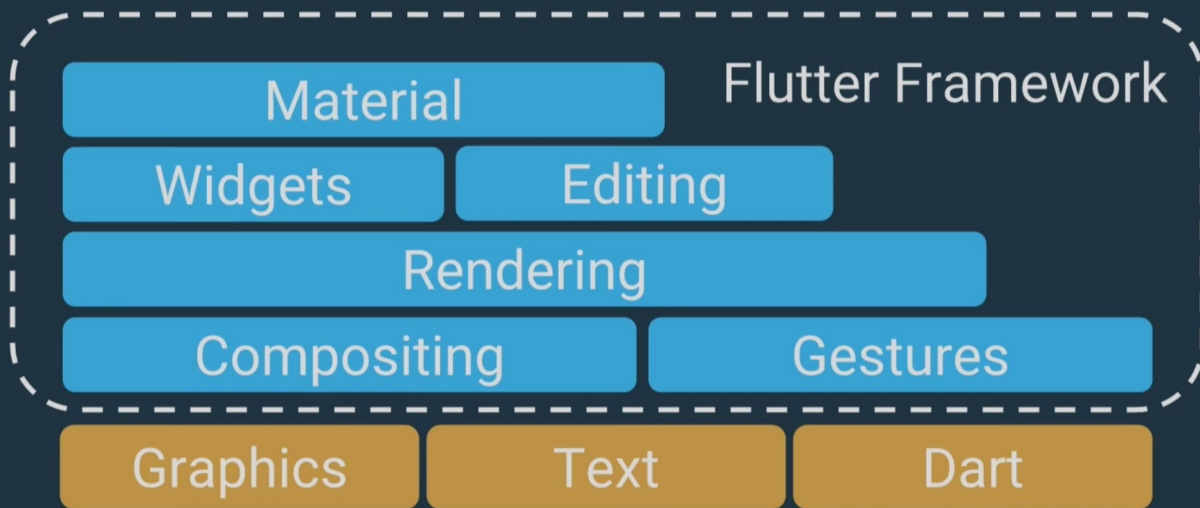 Flutter Framework
Material
Widgets Editing
Rendering
Compositing Gestures
Graphics Text Dart